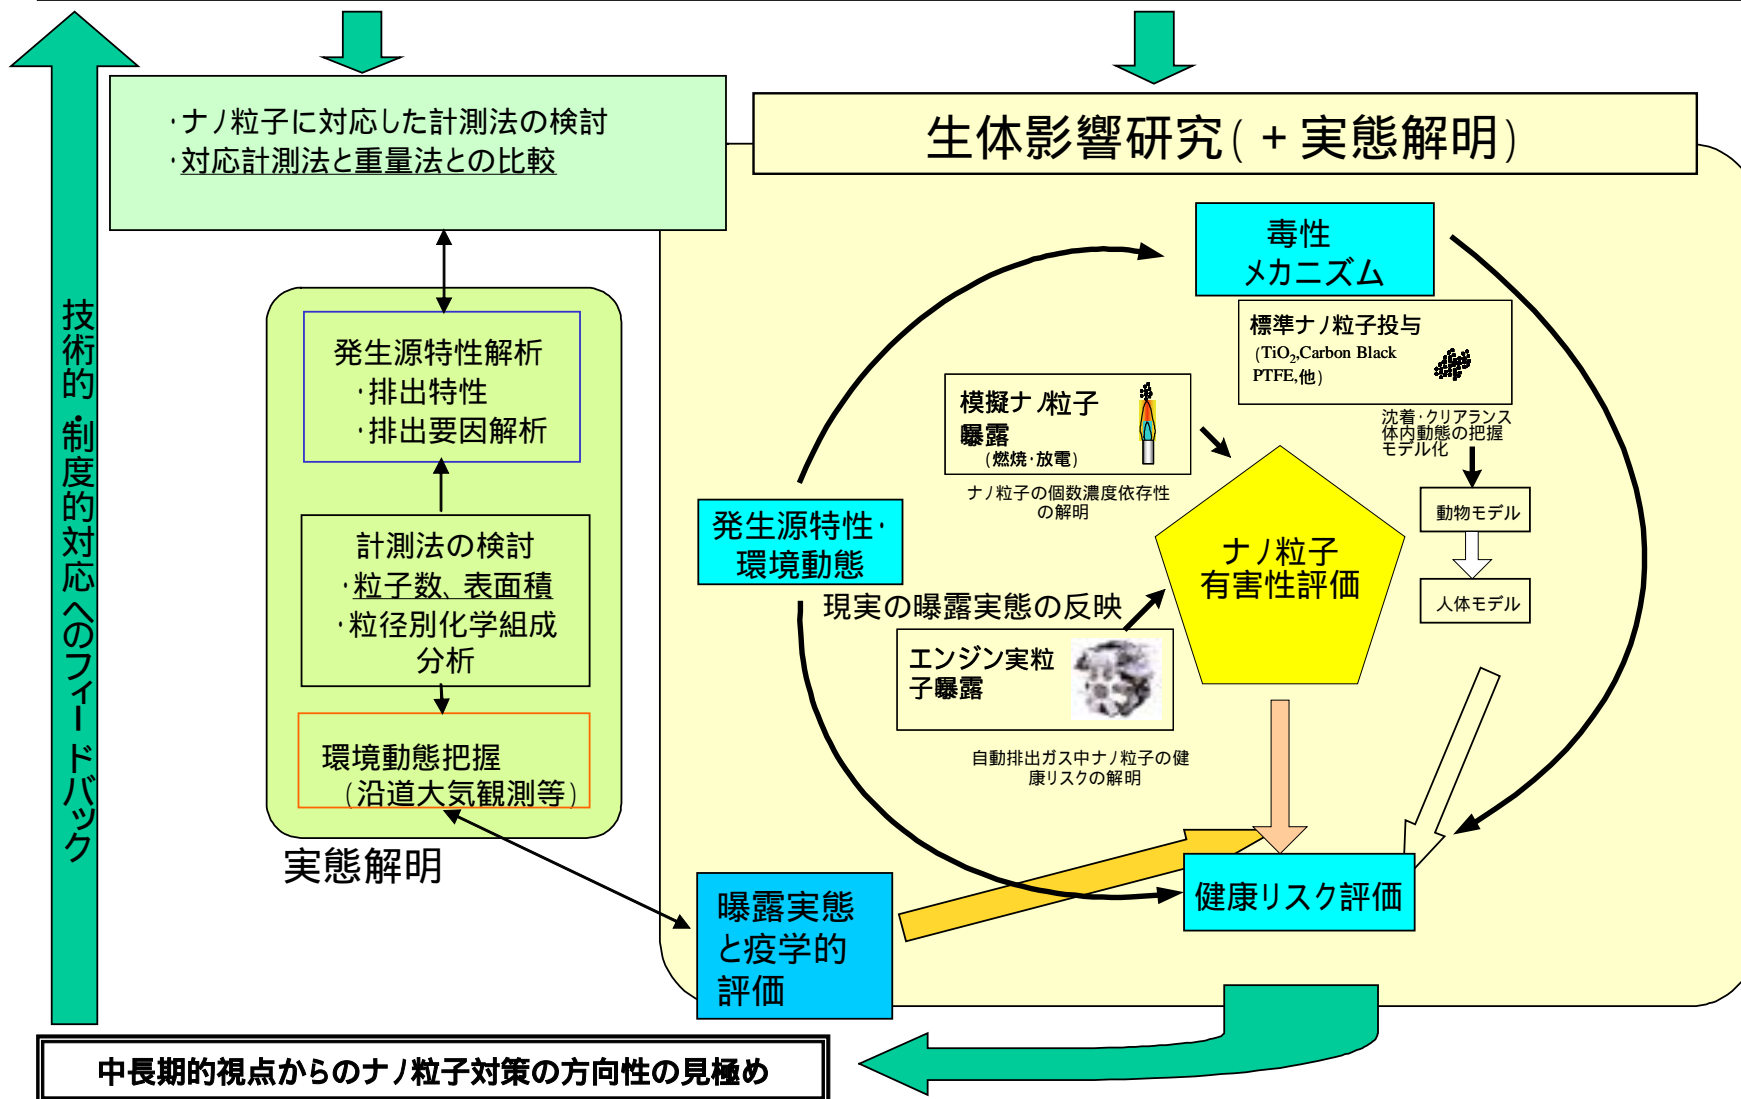 ・ナノ粒子に対応した計測法の検討
・対応計測法と重量法との比較
生体影響研究(+実態解明)
技術的・制度的対応へのフィードバック
発生源特性解析
・排出特性
・排出要因解析
計測法の検討
・粒子数、表面積
・粒径別化学組成
分析
環境動態把握
(沿道大気観測等)
実態解明
毒性
メカニズム
標準ナノ粒子投与
(TiO2,Carbon Black
PTFE,他)
沈着・クリアランス
体内動態の把握
モデル化
動物モデル
人体モデル
模擬ナノ粒子
曝露
(燃焼・放電)
ナノ粒子の個数濃度依存性
の解明
発生源特性・
環境動態
ナノ粒子
有害性評価
現実の曝露実態の反映
エンジン実粒
子曝露
自動排出ガス中ナノ粒子の健
康リスクの解明
健康リスク評価
曝露実態
と疫学的
評価
中長期的視点からのナノ粒子対策の方向性の見極め